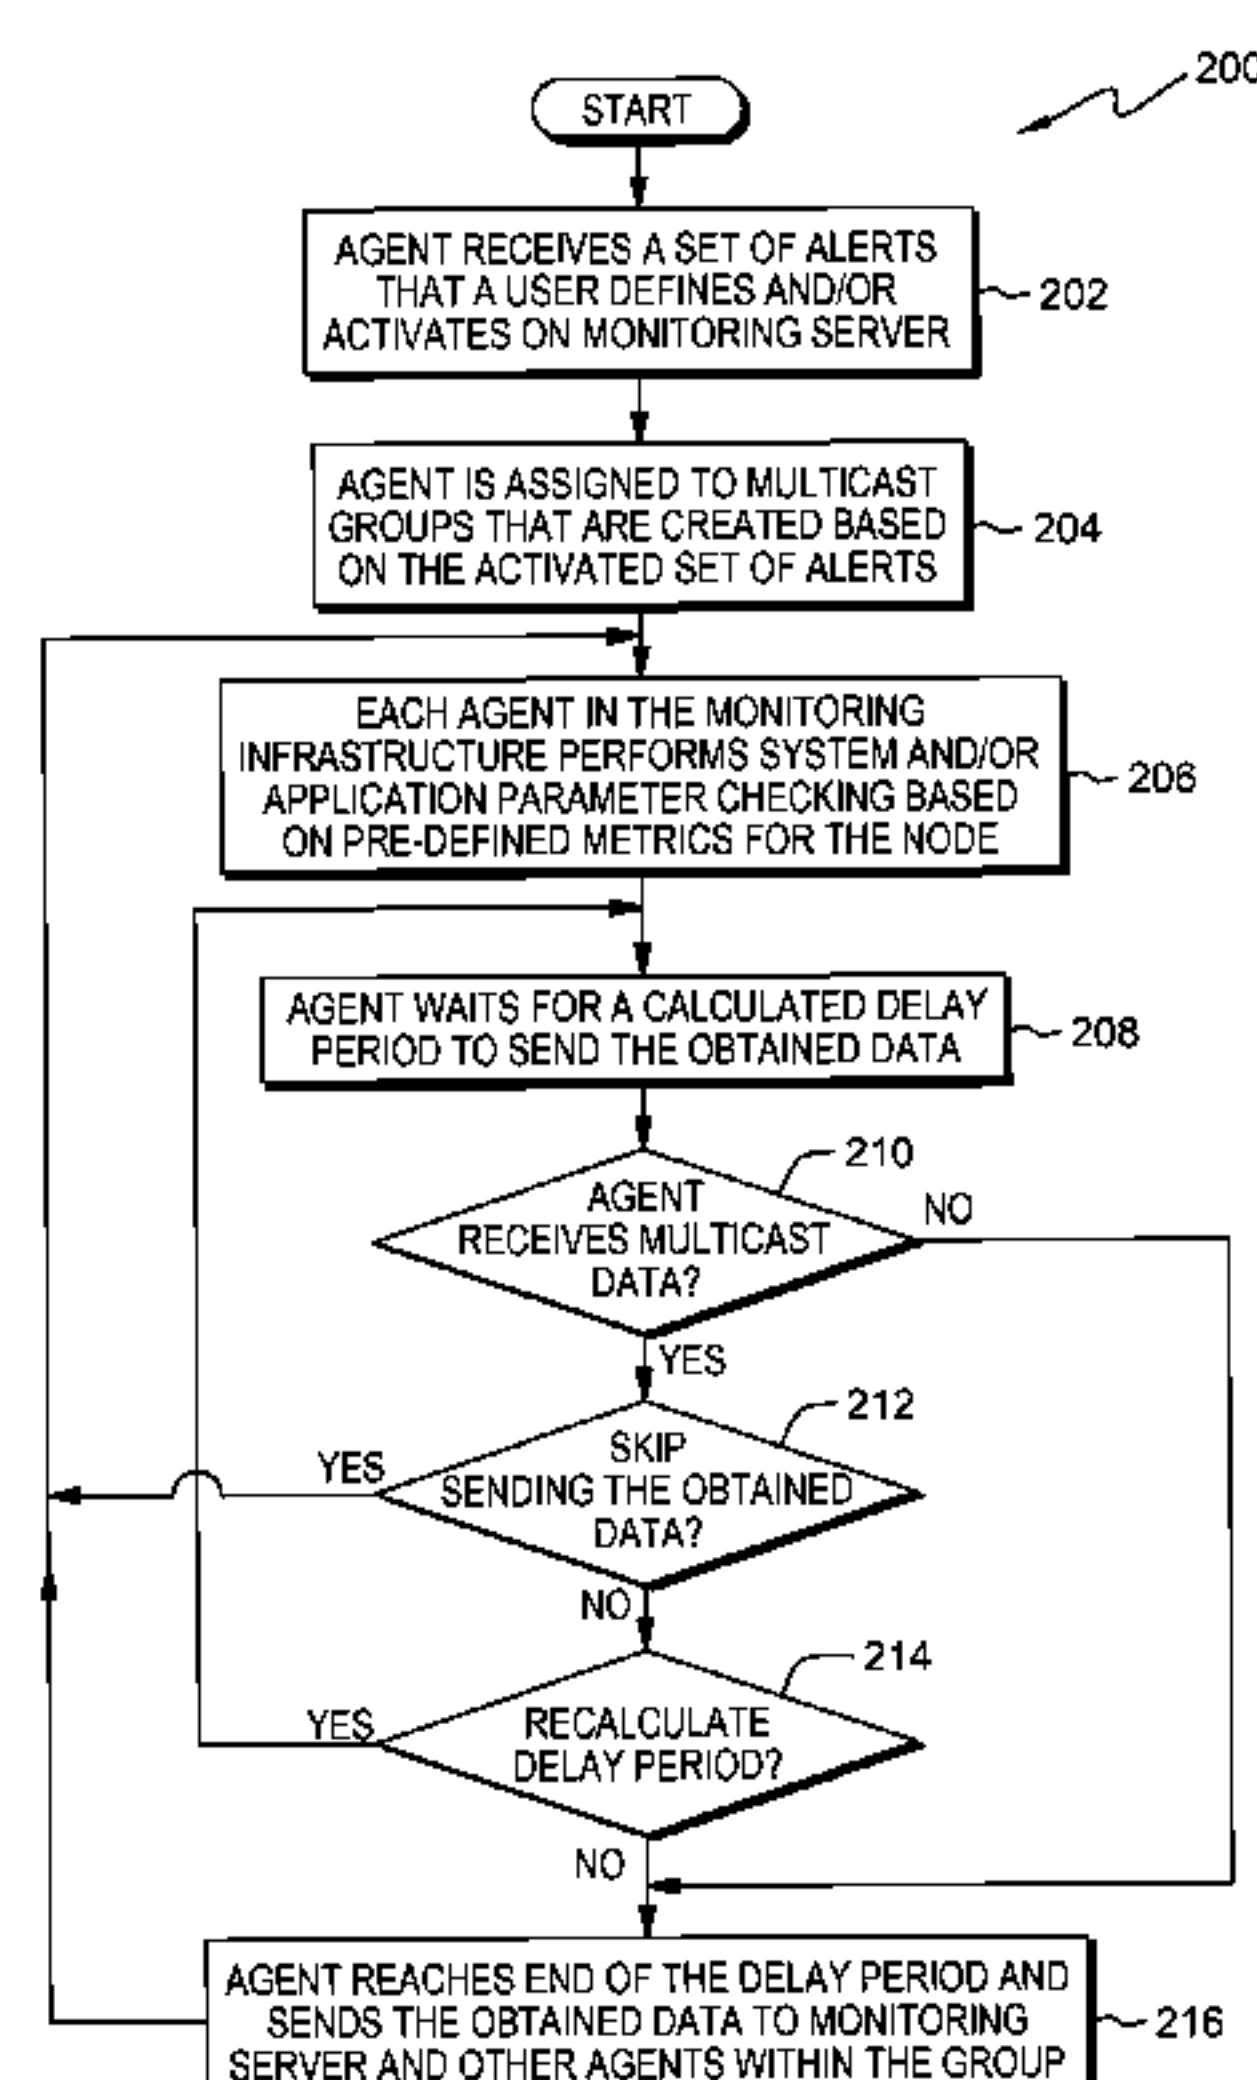 200
START
AGENT RECEIVES A SET OF ALERTS
THAT A USER DEFINES AND/OR
ACTIVATES ON MONITORING SERVER
202
AGENT IS ASSIGNED TO MULTICAST
GROUPS THAT ARE CREATED BASED
ON THE ACTIVATED SET OF ALERTS
204
EACH AGENT IN THE MONITORING
INFRASTRUCTURE PERFORMS SYSTEM AND/OR
APPLICATION PARAMETER CHECKING BASED
ON PRE-DEFINED METRICS FOR THE NODE
206
AGENT WAITS FOR A CALCULATED DELAY
PERIOD TO SEND THE OBTAINED DATA
208
210
AGENT
RECEIVES MULTICAST
DATA?
NO
YES
212
SKIP
SENDING THE OBTAINED
DATA?
YES
NO
214
RECALCULATE
DELAY PERIOD?
YES
NO
AGENT REACHES END OF THE DELAY PERIOD AND
SENDS THE OBTAINED DATA TO MONITORING
SERVER AND OTHER AGENTS WITHIN THE GROUP
216